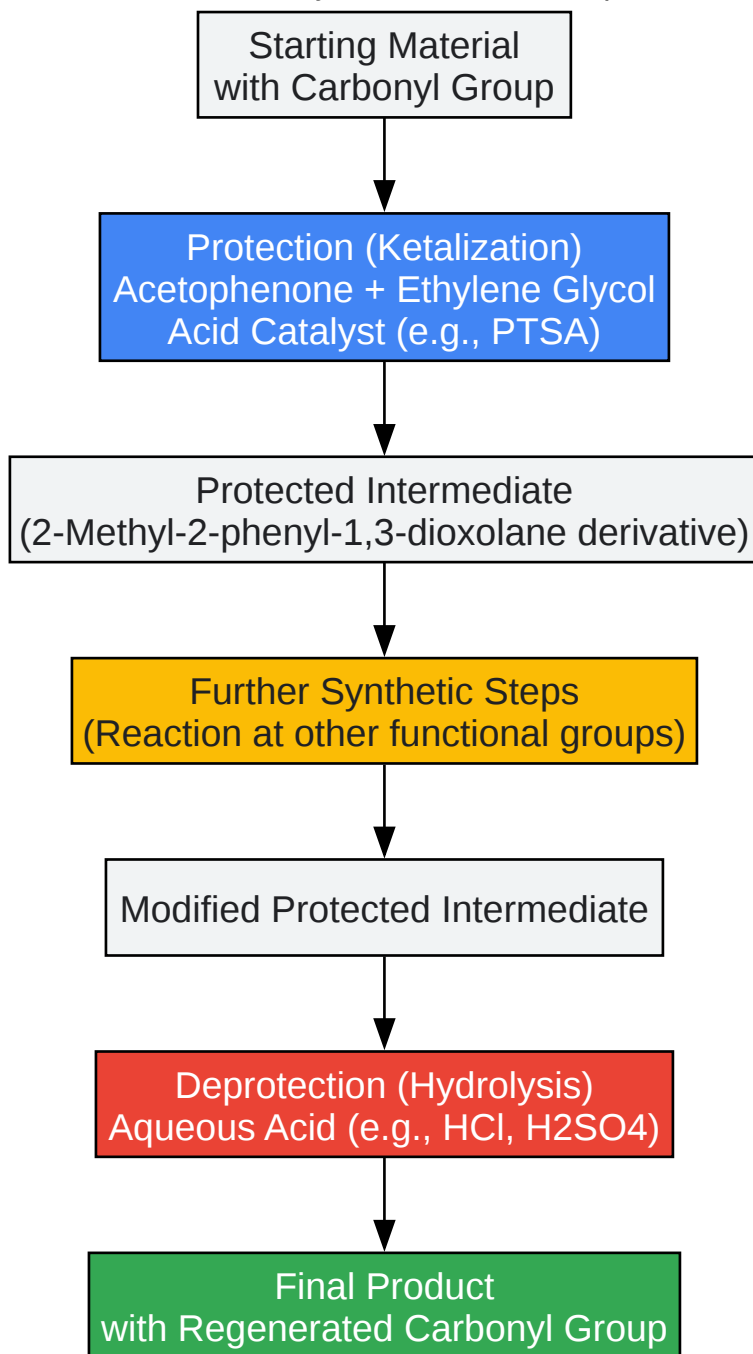 Starting Material
with Carbonyl Group
Protection (Ketalization)
Acetophenone + Ethylene Glycol
Acid Catalyst (e.g., PTSA)
Protected Intermediate
(2-Methyl-2-phenyl-1,3-dioxolane derivative)
Further Synthetic Steps
(Reaction at other functional groups)
Modified Protected Intermediate
Deprotection (Hydrolysis)
Aqueous Acid (e.g., HCl, H2SO4)
Final Product
with Regenerated Carbonyl Group